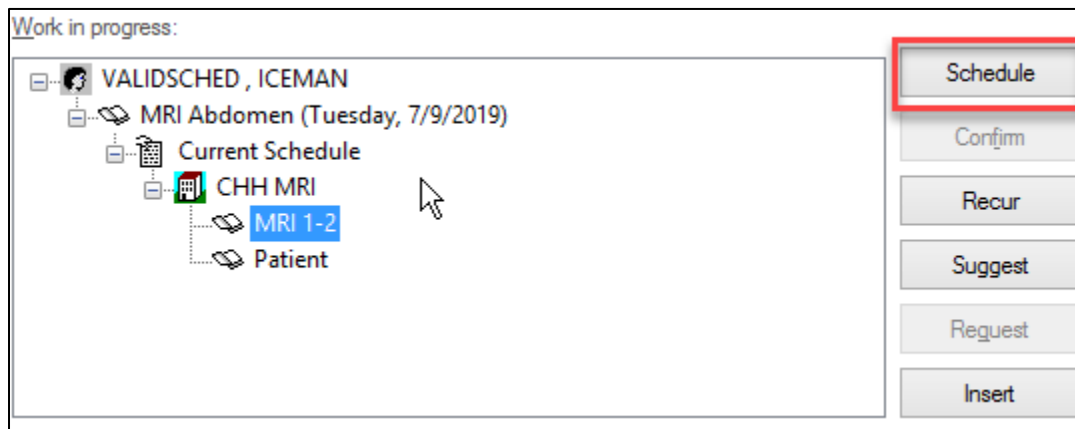 Work in progress:
VALIDSCHED , ICEMAN
MRI Abdomen (Tuesday, 7/9/2019)
Current Schedule
CHH MRI
MRI 1-2
Patient
Schedule
Confirm
Recur
Suggest
Request
Insert